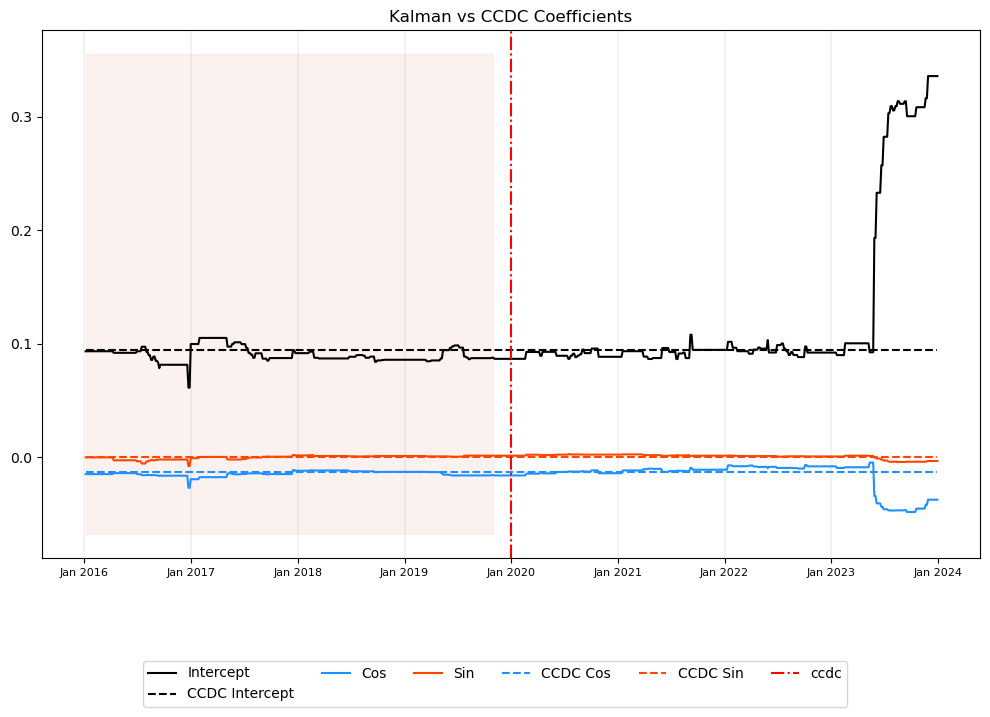 Kalman vs CCDC Coefficients
0.3
0.2
0.1
0.0
Jan 2016 Jan 2017 Jan 2018 Jan 2019 Jan 2020 Jan 2021 Jan 2022 Jan 2023 Jan 2024
Intercept Cos Sin CCDC Cos CCDC Sin ccdc
CCDC Intercept